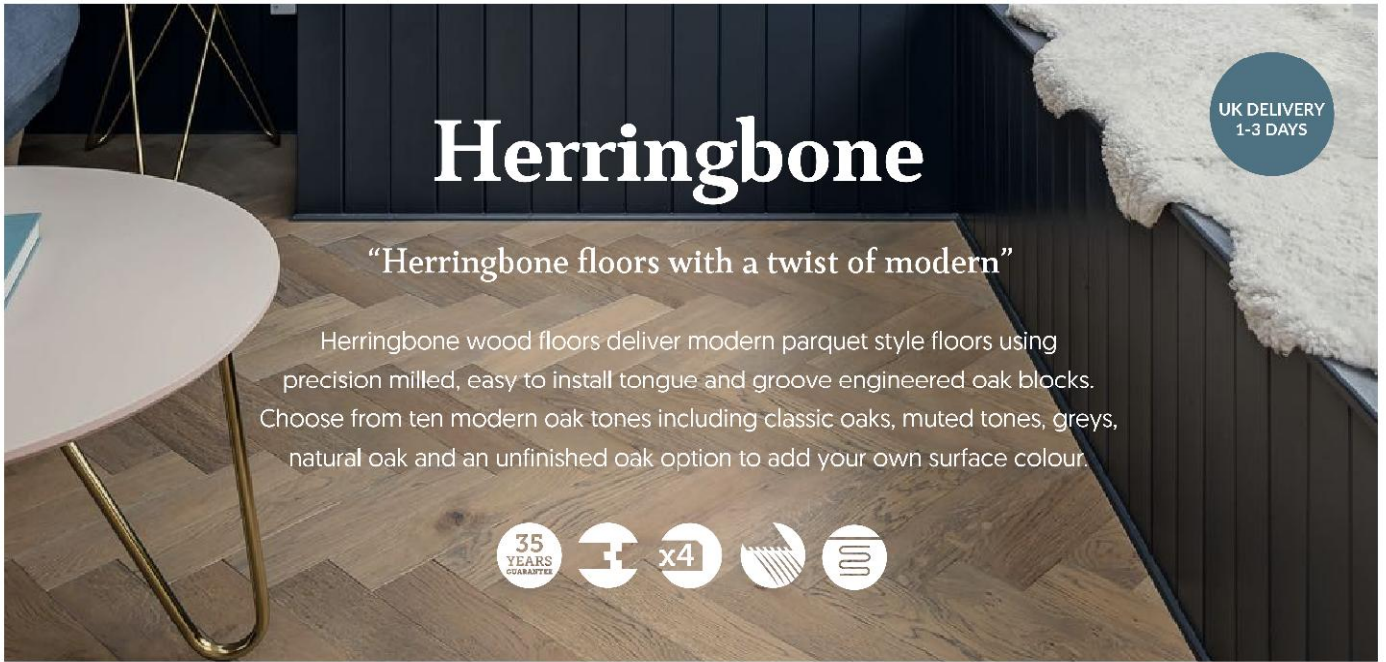 UK DELIVERY
1-3 DAYS
Herringbone
“Herringbone floors with a twist of modern”
Herringbone wood floors deliver modern parquet style floors using
precision milled, easy to install tongue and groove engineered oak blocks.
Choose from ten modern oak tones including classic oaks, muted tones, greys,
natural oak and an unfinished oak option to add your own surface colour.
35
YEARS
GUARANTEE
x4